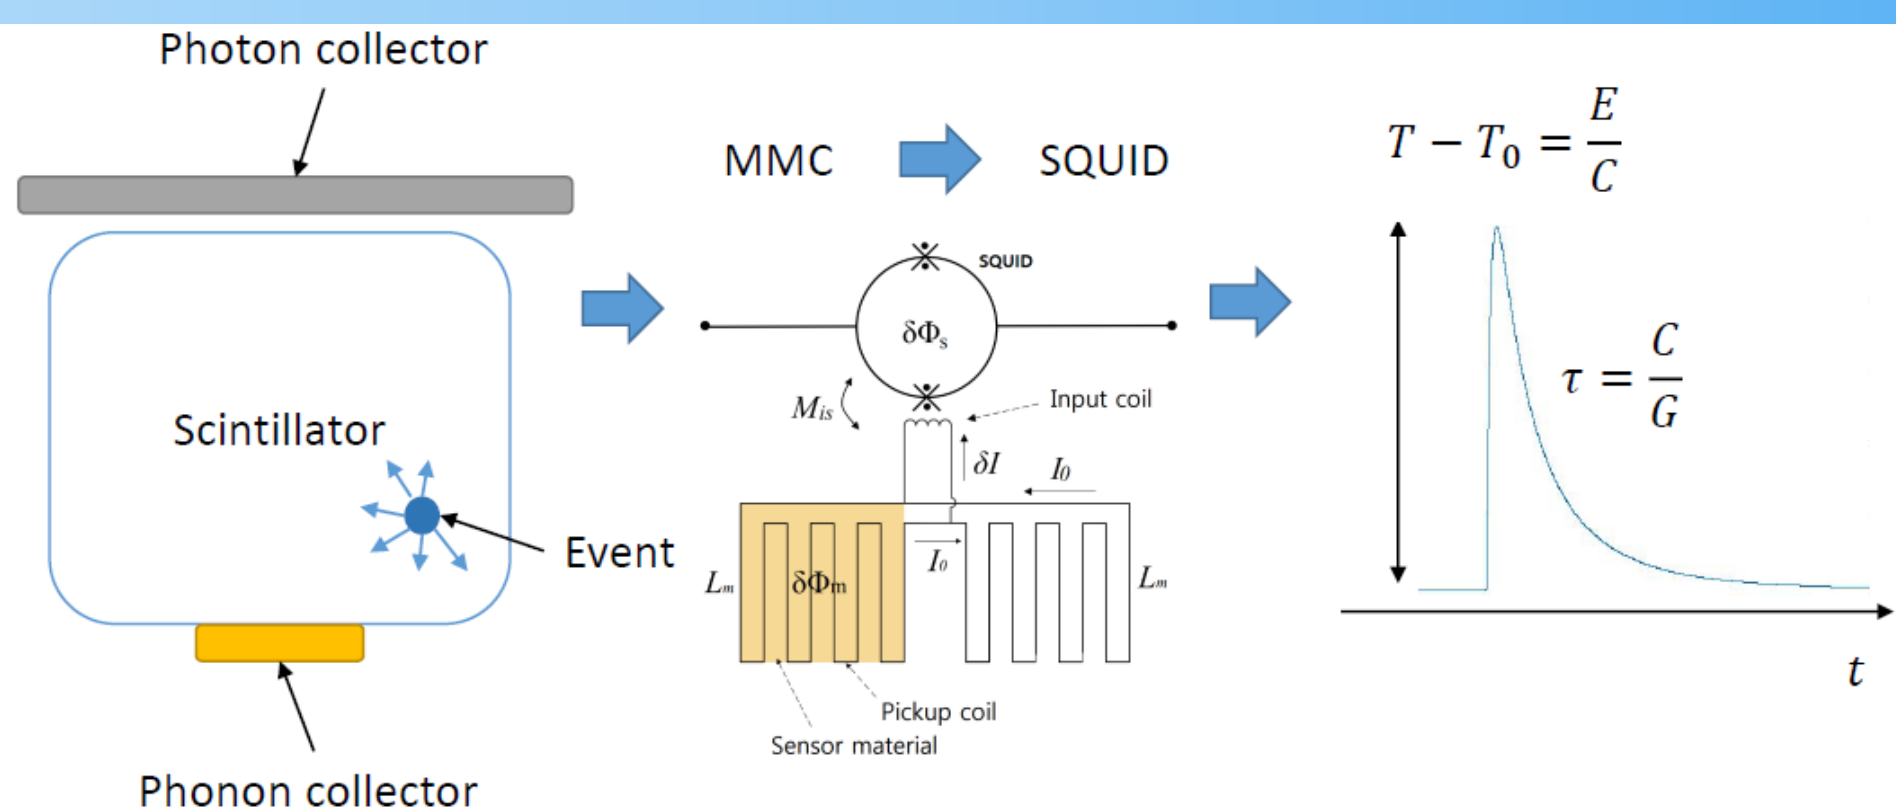 Photon collector
Scintillator
Event
Phonon collector
MMC
SQUID
SQUID
δΦs
Mis
Input coil
δI
I0
I0
Lm
δΦm
Lm
Pickup coil
Sensor material
T − T0 = E/C
τ = C/G
t